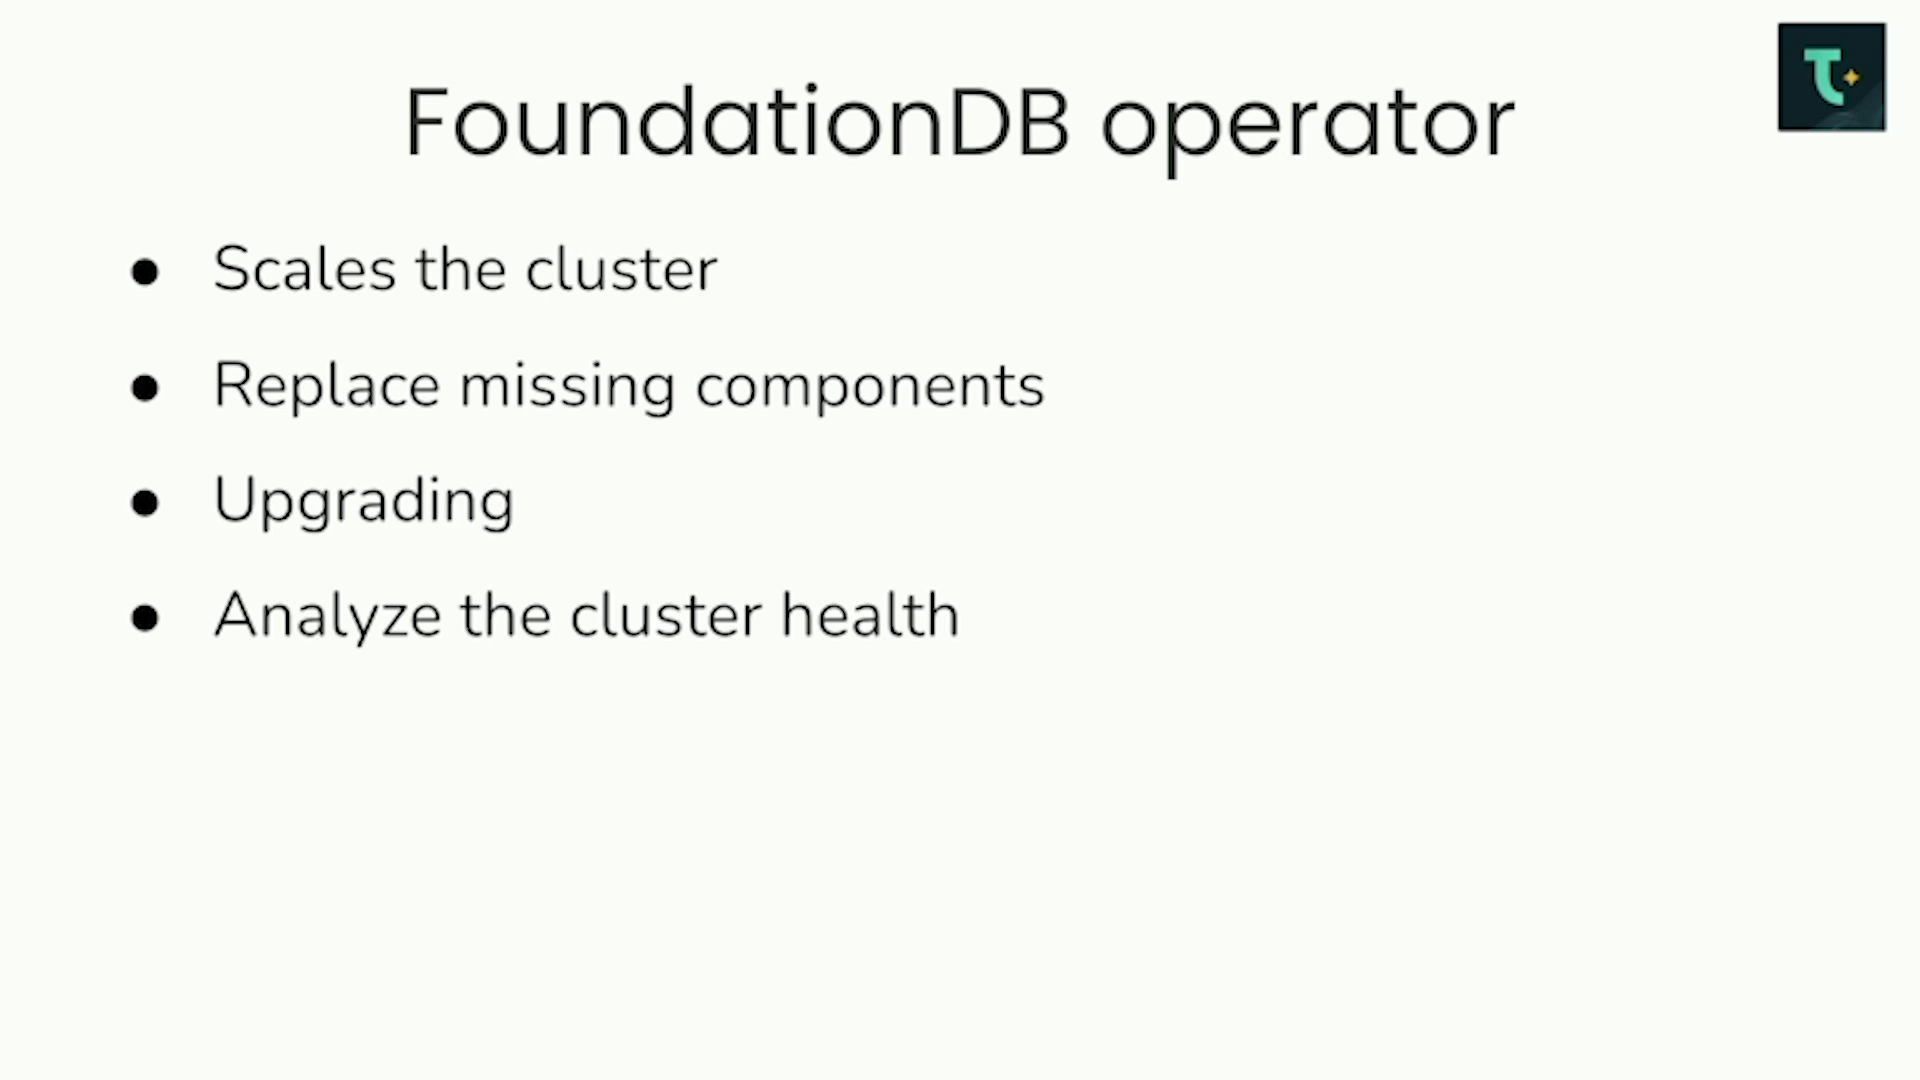 FoundationDB operator
● Scales the cluster
● Replace missing components
● Upgrading
● Analyze the cluster health